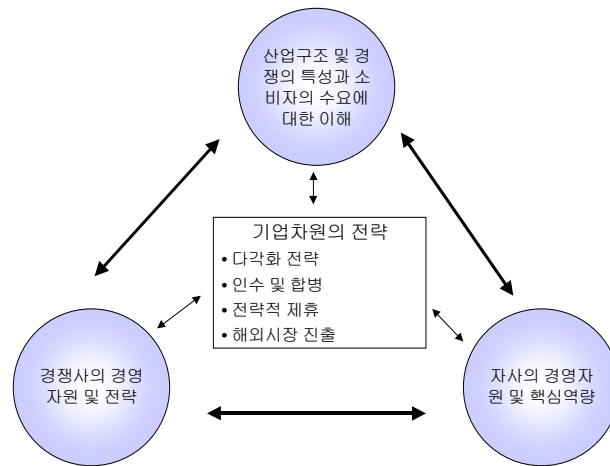 산업구조 및 경
쟁의 특성과 소
비자의 수요에
대한 이해
기업차원의 전략
• 다각화 전략
• 인수 및 합병
• 전략적 제휴
• 해외시장 진출
경쟁사의 경영
자원 및 전략
자사의 경영자
원 및 핵심역량